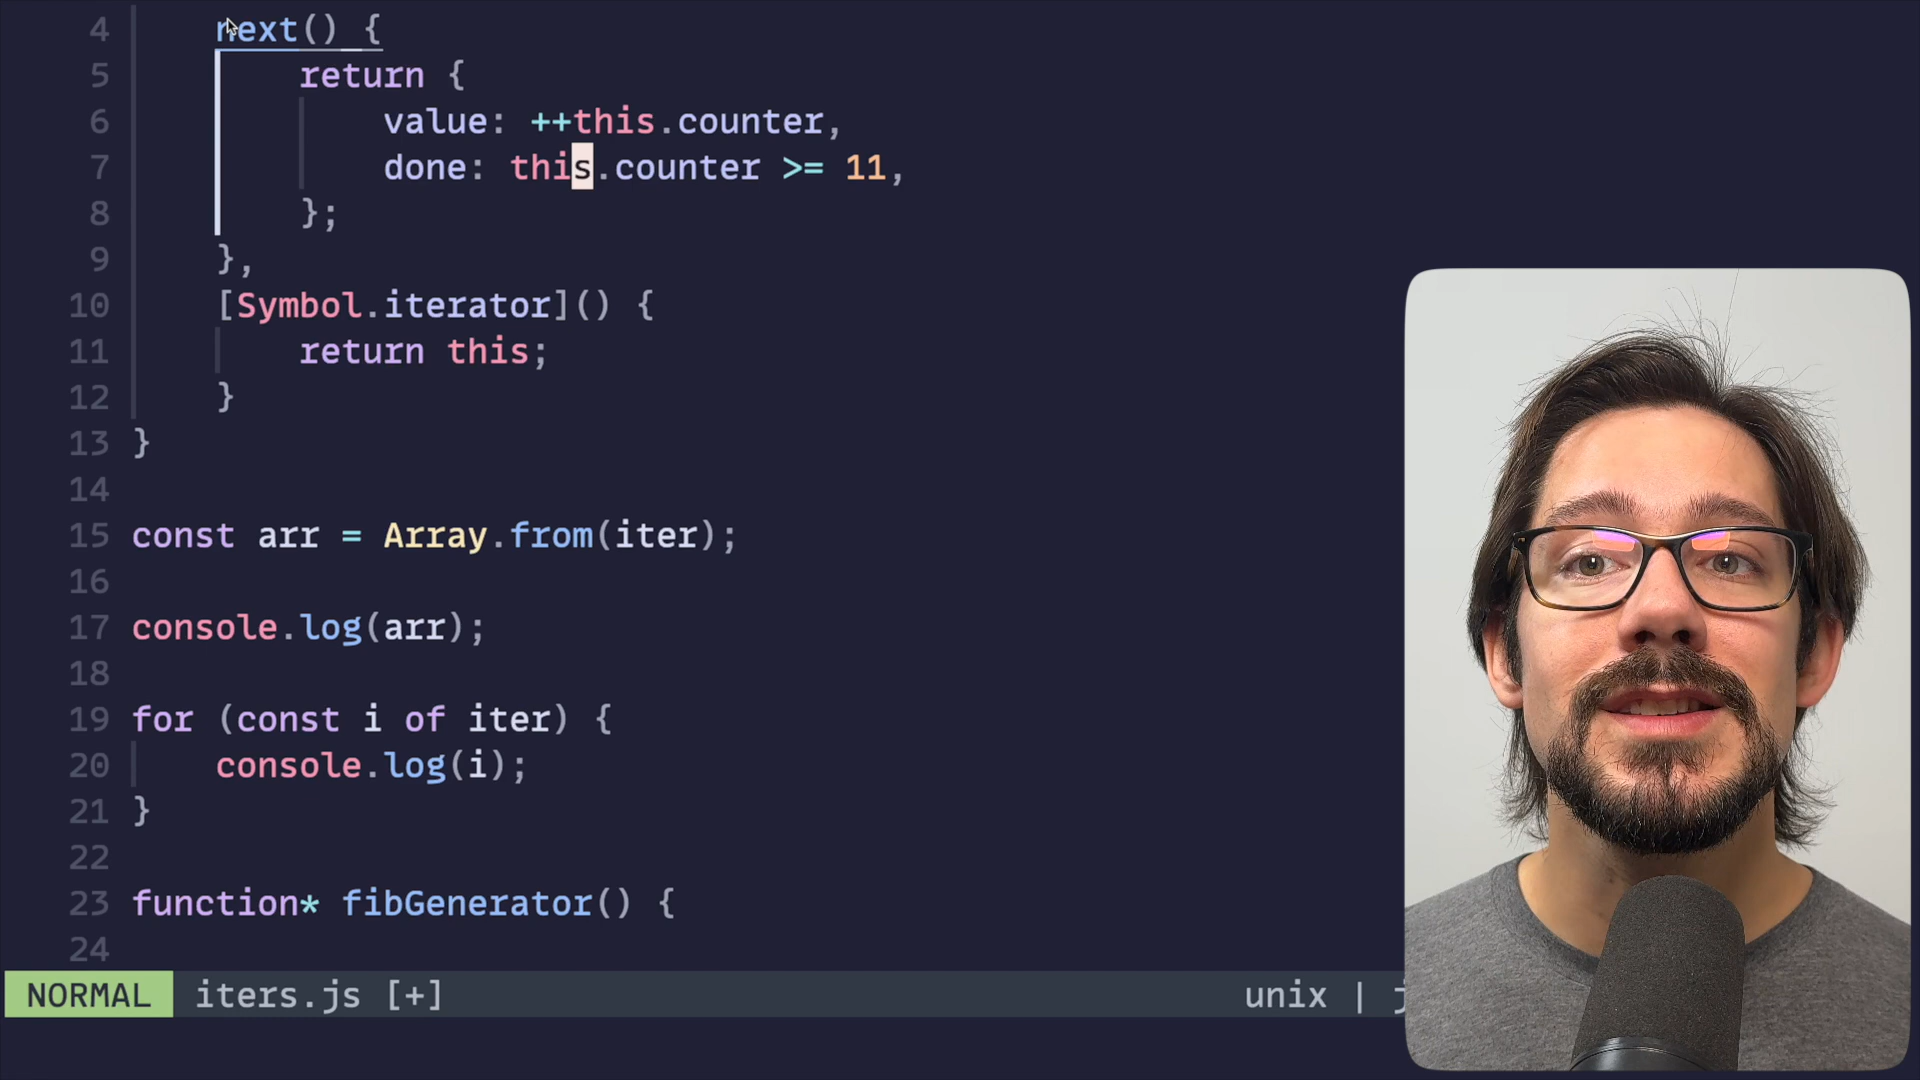 4 next() {
5 return {
6 value: ++this.counter,
7 done: this.counter >= 11,
8 };
9 },
10 [Symbol.iterator]() {
11 return this;
12 }
13 }
14
15 const arr = Array.from(iter);
16
17 console.log(arr);
18
19 for (const i of iter) {
20 console.log(i);
21 }
22
23 function* fibGenerator() {
24
NORMAL iters.js [+] unix | j